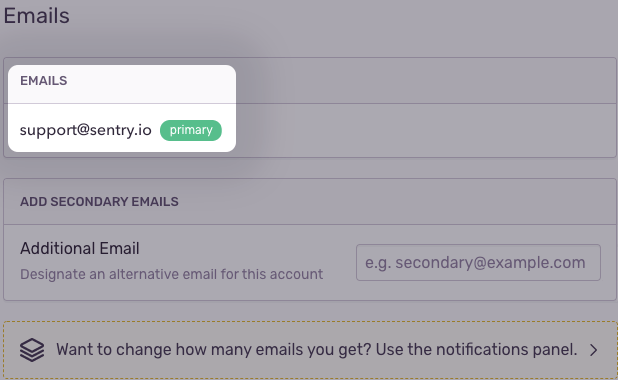 Emails
EMAILS
support@sentry.io primary
ADD SECONDARY EMAILS
Additional Email
Designate an alternative email for this account
e.g. secondary@example.com
Want to change how many emails you get? Use the notifications panel.